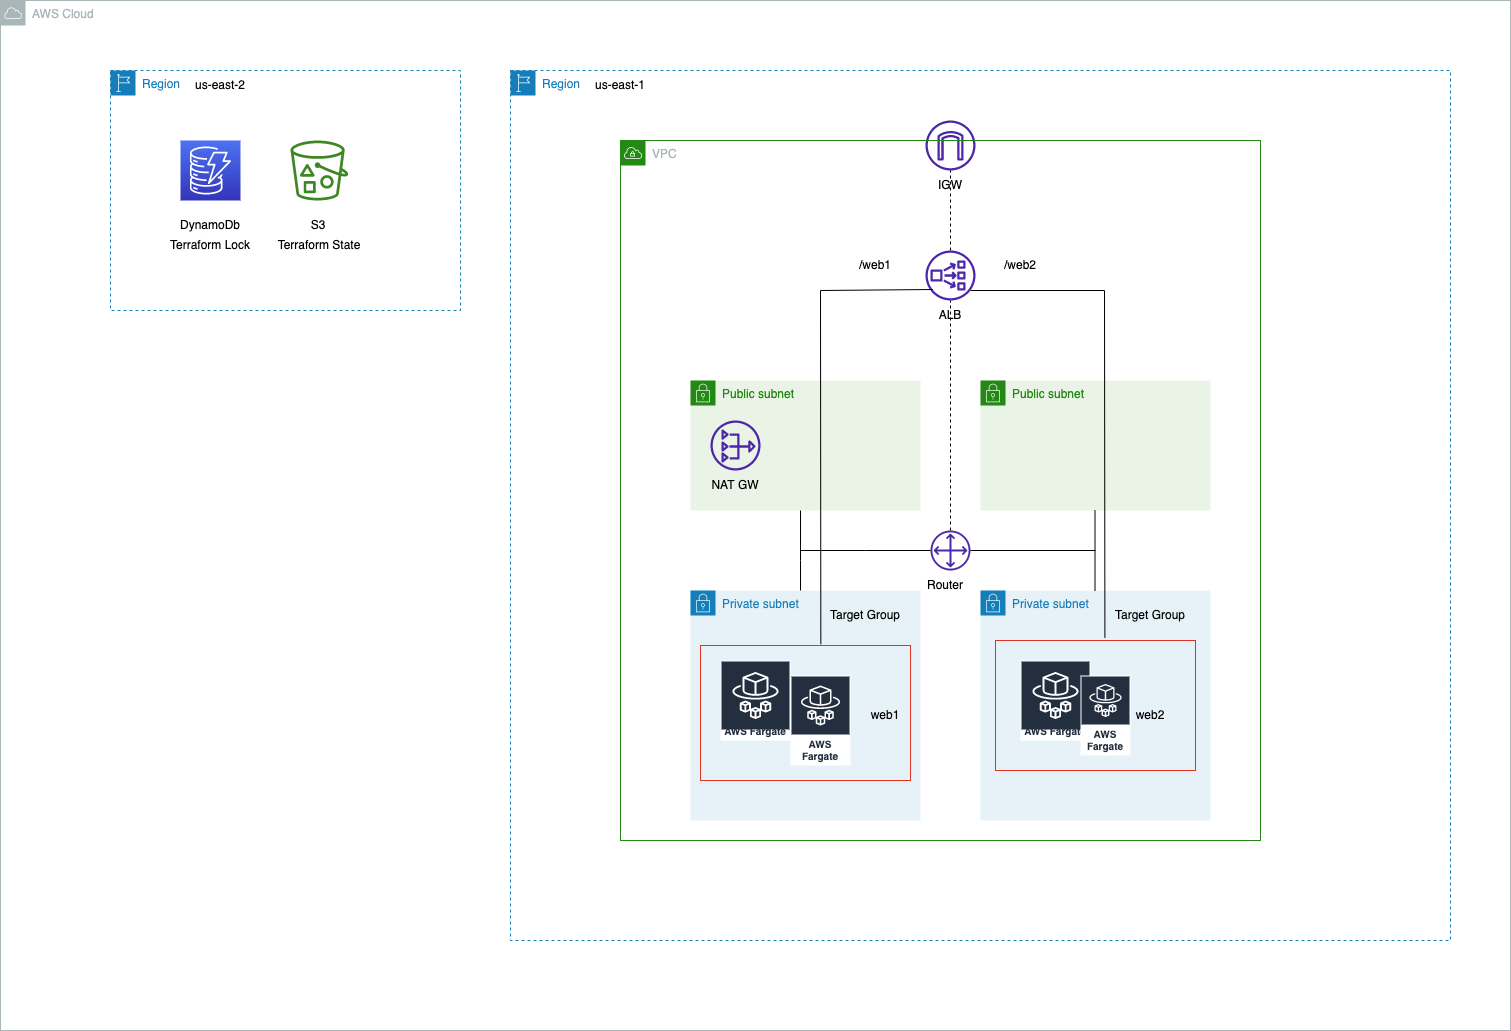 AWS Cloud
Region us-east-2
DynamoDb
Terraform Lock
S3
Terraform State
Region us-east-1
VPC
IGW
/web1
/web2
ALB
Public subnet
NAT GW
Public subnet
Router
Private subnet
Target Group
AWS Fargate
AWS
Fargate
web1
Private subnet
Target Group
AWS Fargat
AWS
Fargate
web2